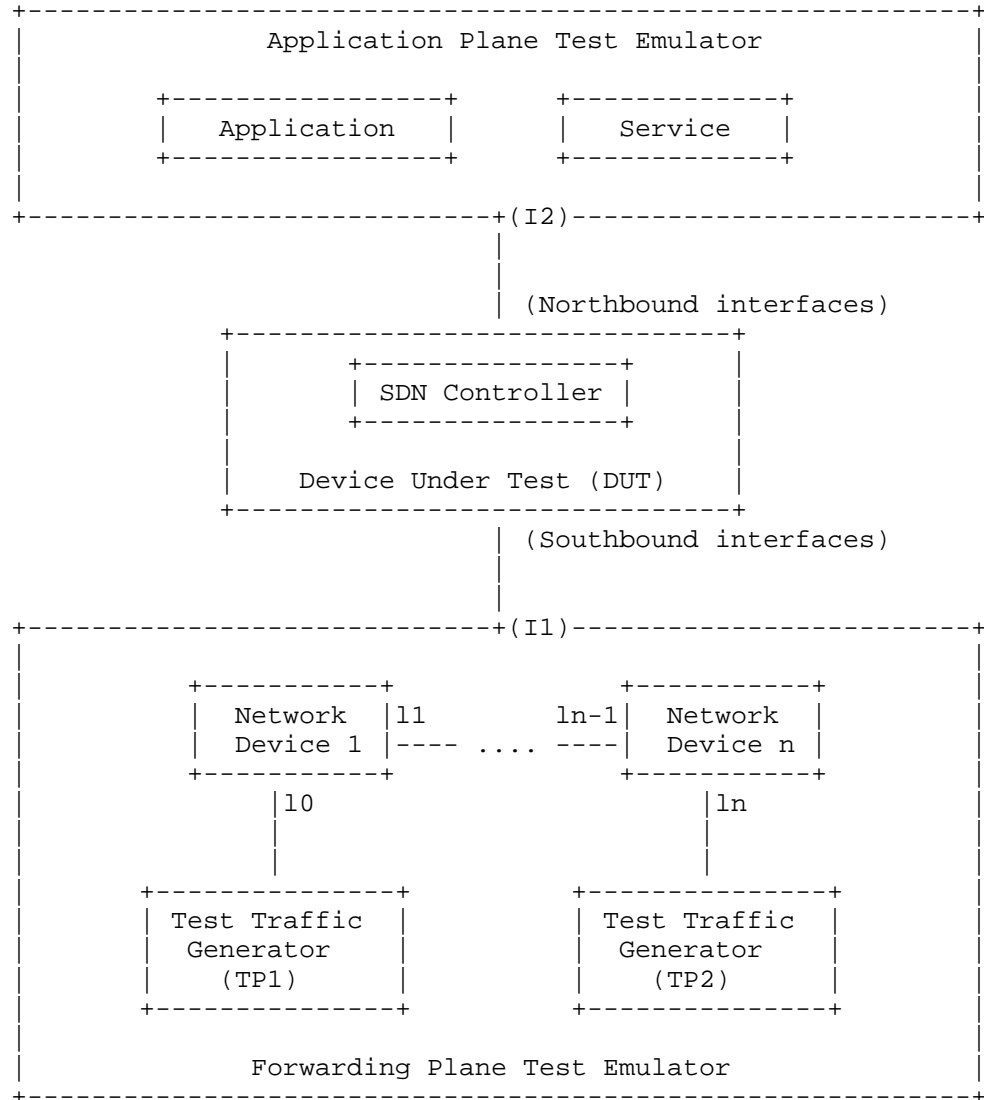 Application Plane Test Emulator
Application Service
(I2)
(Northbound interfaces)
SDN Controller
Device Under Test (DUT)
(Southbound interfaces)
(I1)
Network l1 ln-1 Network
Device 1 ---- .... ---- Device n
l0 ln
Test Traffic Test Traffic
Generator Generator
(TP1) (TP2)
Forwarding Plane Test Emulator